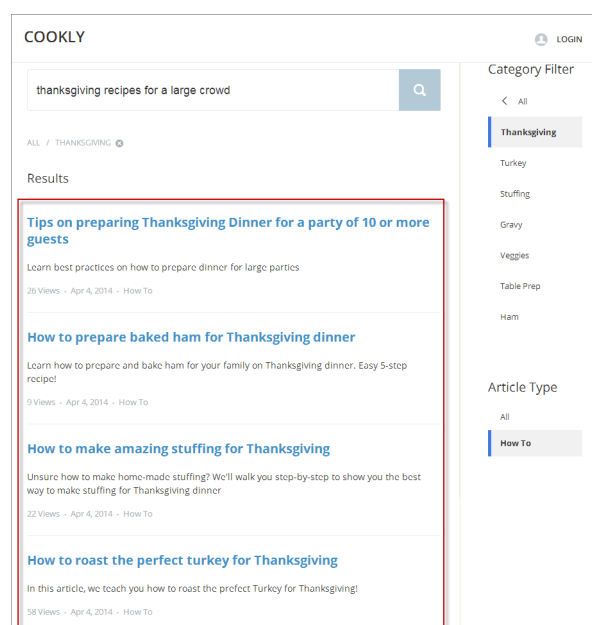 COOKLY
LOGIN
thanksgiving recipes for a large crowd
ALL / THANKSGIVING
Results
Tips on preparing Thanksgiving Dinner for a party of 10 or more
guests
Learn best practices on how to prepare dinner for large parties
26 Views - Apr 4, 2014 - How To
How to prepare baked ham for Thanksgiving dinner
Learn how to prepare and bake ham for your family on Thanksgiving dinner. Easy 5-step
recipe!
9 Views - Apr 4, 2014 - How To
How to make amazing stuffing for Thanksgiving
Unsure how to make home-made stuffing? We'll walk you step-by-step to show you the best
way to make stuffing for Thanksgiving dinner
22 Views - Apr 4, 2014 - How To
How to roast the perfect turkey for Thanksgiving
In this article, we teach you how to roast the prefect Turkey for Thanksgiving!
58 Views - Apr 4, 2014 - How To
Category Filter
All
Thanksgiving
Turkey
Stuffing
Gravy
Veggies
Table Prep
Ham
Article Type
All
How To